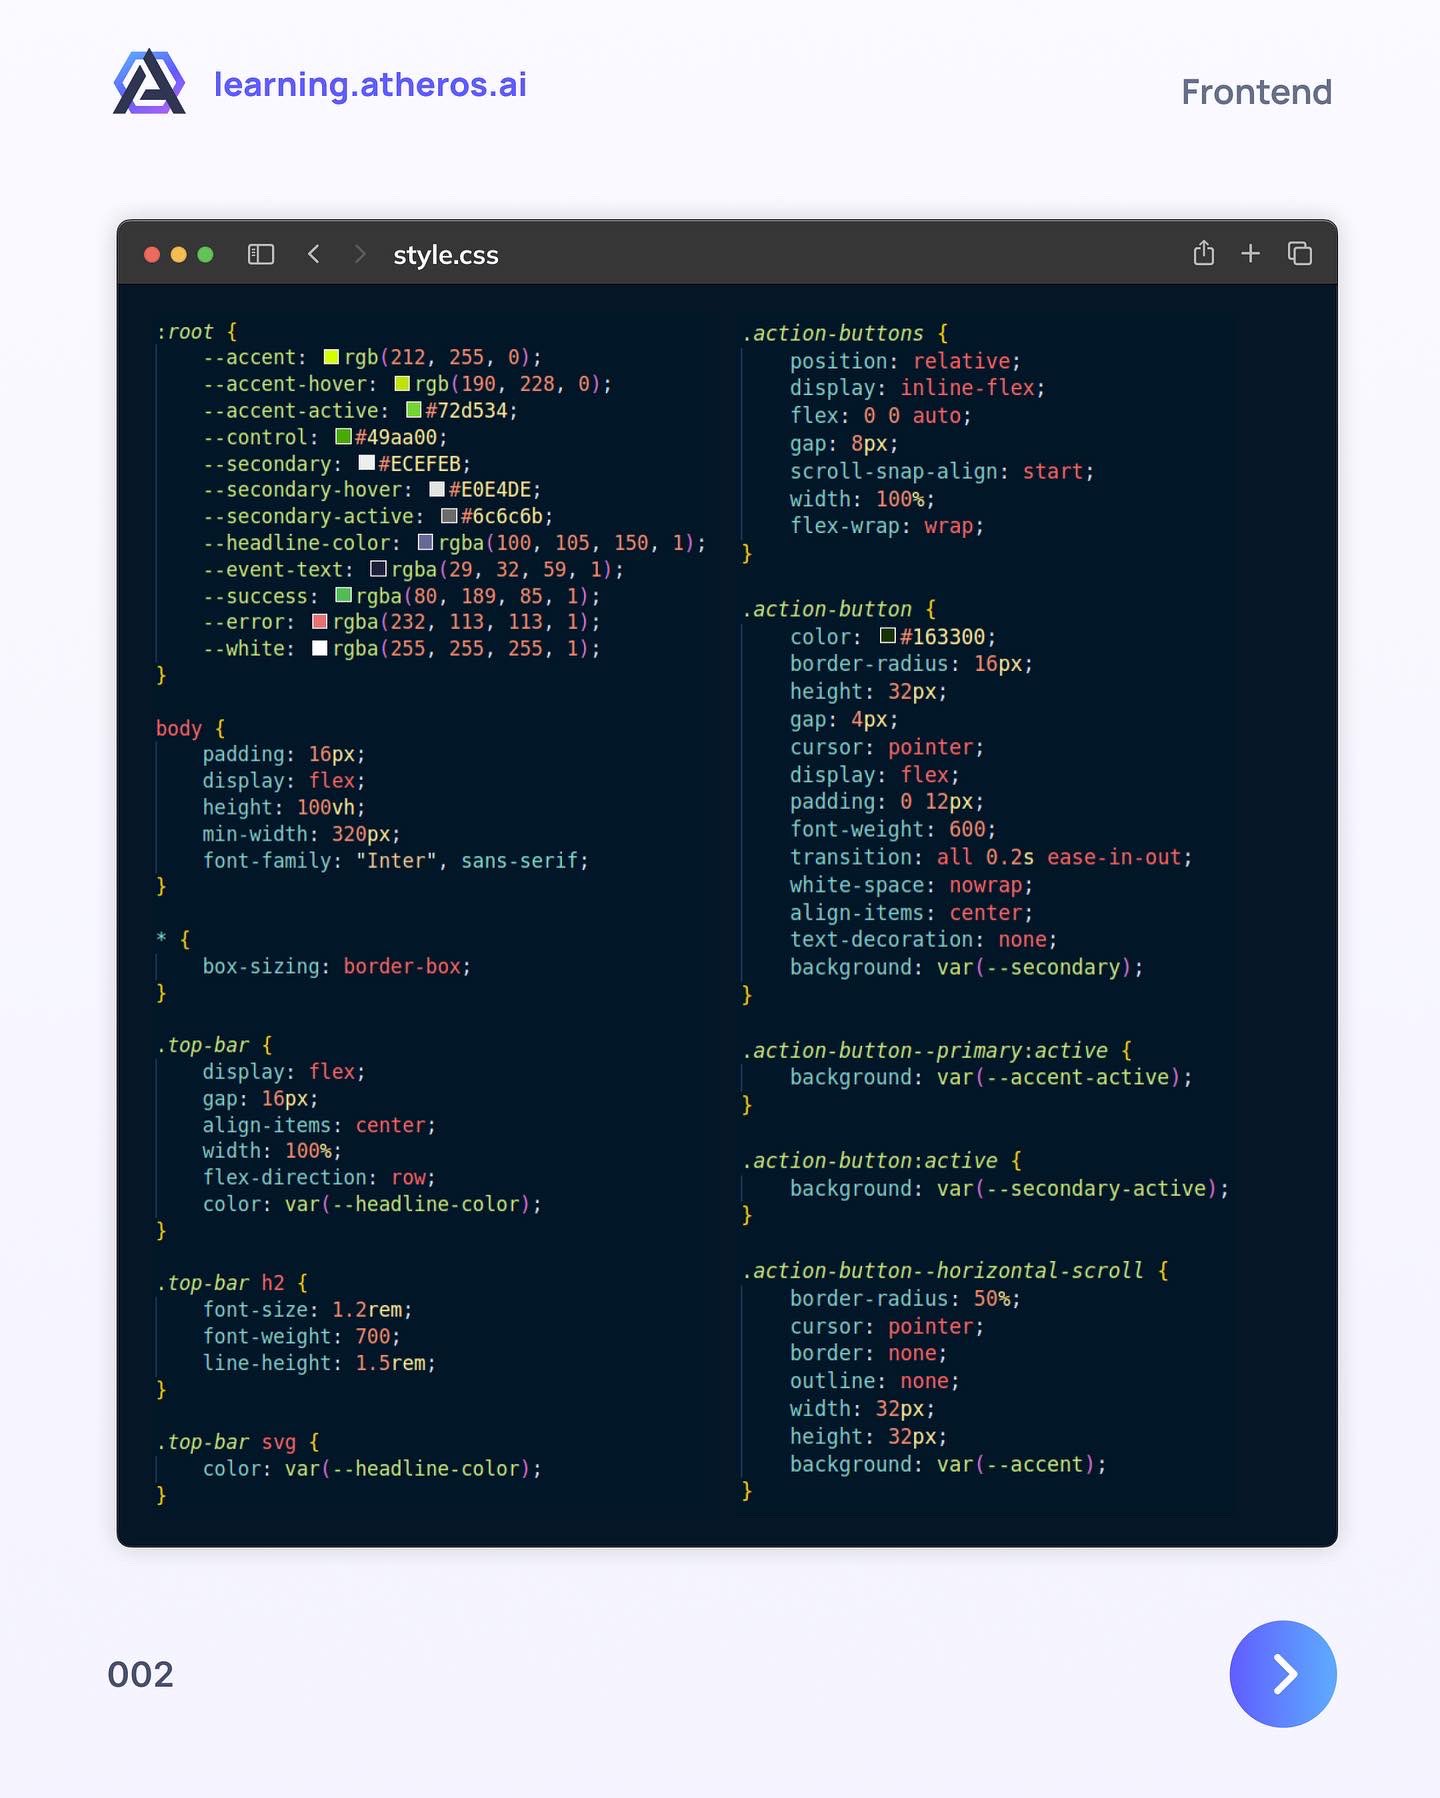 learning.atheros.ai
Frontend
style.css
:root {
    --accent: rgb(212, 255, 0);
    --accent-hover: rgb(190, 228, 0);
    --accent-active: #72d534;
    --control: #49aa00;
    --secondary: #ECEFEB;
    --secondary-hover: #E0E4DE;
    --secondary-active: #6c6c6b;
    --headline-color: rgba(100, 105, 150, 1);
    --event-text: rgba(29, 32, 59, 1);
    --success: rgba(80, 189, 85, 1);
    --error: rgba(232, 113, 113, 1);
    --white: rgba(255, 255, 255, 1);
}
body {
    padding: 16px;
    display: flex;
    height: 100vh;
    min-width: 320px;
    font-family: "Inter", sans-serif;
}
* {
    box-sizing: border-box;
}
.top-bar {
    display: flex;
    gap: 16px;
    align-items: center;
    width: 100%;
    flex-direction: row;
    color: var(--headline-color);
}
.top-bar h2 {
    font-size: 1.2rem;
    font-weight: 700;
    line-height: 1.5rem;
}
.top-bar svg {
    color: var(--headline-color);
}
.action-buttons {
    position: relative;
    display: inline-flex;
    flex: 0 0 auto;
    gap: 8px;
    scroll-snap-align: start;
    width: 100%;
    flex-wrap: wrap;
}
.action-button {
    color: #163300;
    border-radius: 16px;
    height: 32px;
    gap: 4px;
    cursor: pointer;
    display: flex;
    padding: 0 12px;
    font-weight: 600;
    transition: all 0.2s ease-in-out;
    white-space: nowrap;
    align-items: center;
    text-decoration: none;
    background: var(--secondary);
}
.action-button--primary:active {
    background: var(--accent-active);
}
.action-button:active {
    background: var(--secondary-active);
}
.action-button--horizontal-scroll {
    border-radius: 50%;
    cursor: pointer;
    border: none;
    outline: none;
    width: 32px;
    height: 32px;
    background: var(--accent);
}
002